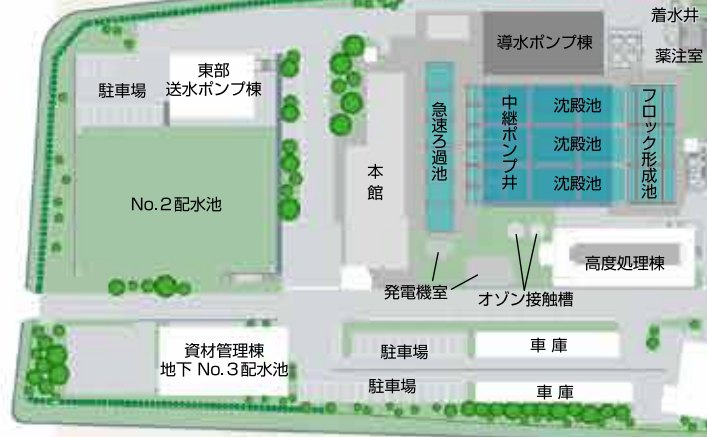 着水井
導水ポンプ棟
薬注室
東部
送水ポンプ棟
駐車場
急速ろ過池
中継ポンプ井
沈殿池
沈殿池
沈殿池
フロック形成池
本館
No.2配水池
高度処理棟
発電機室
オゾン接触槽
資材管理棟
地下 No.3配水池
駐車場
車 庫
駐車場
車 庫